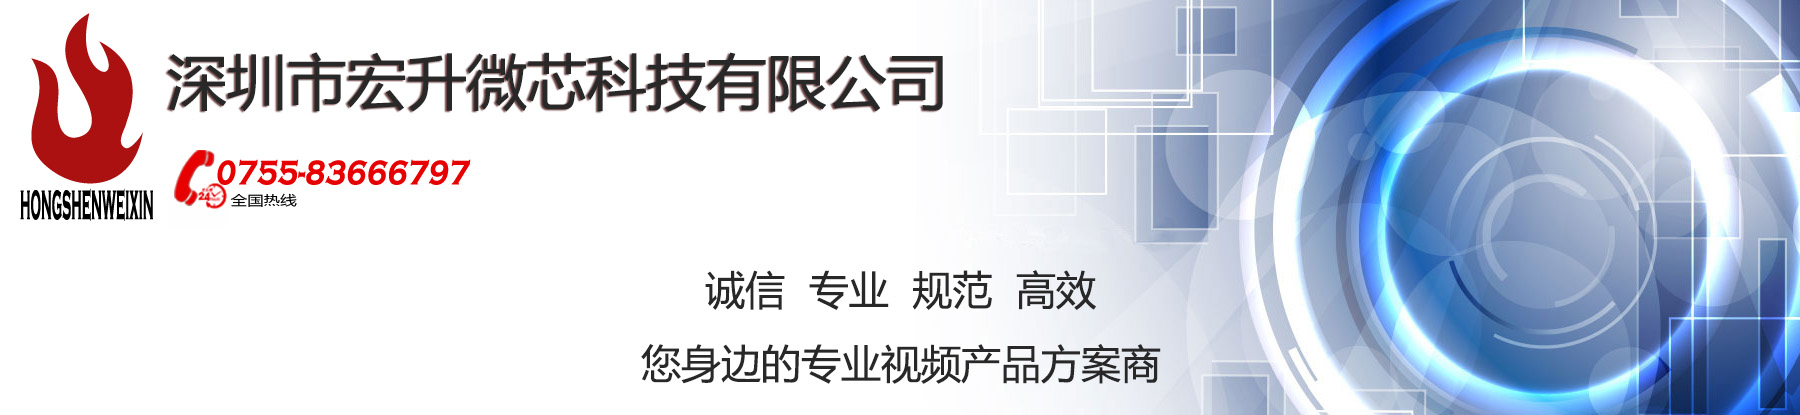 深圳市宏升微芯科技有限公司
0755-83666797
24
全国热线
HONGSHENWEIXIN
诚信 专业 规范 高效
您身边的专业视频产品方案商